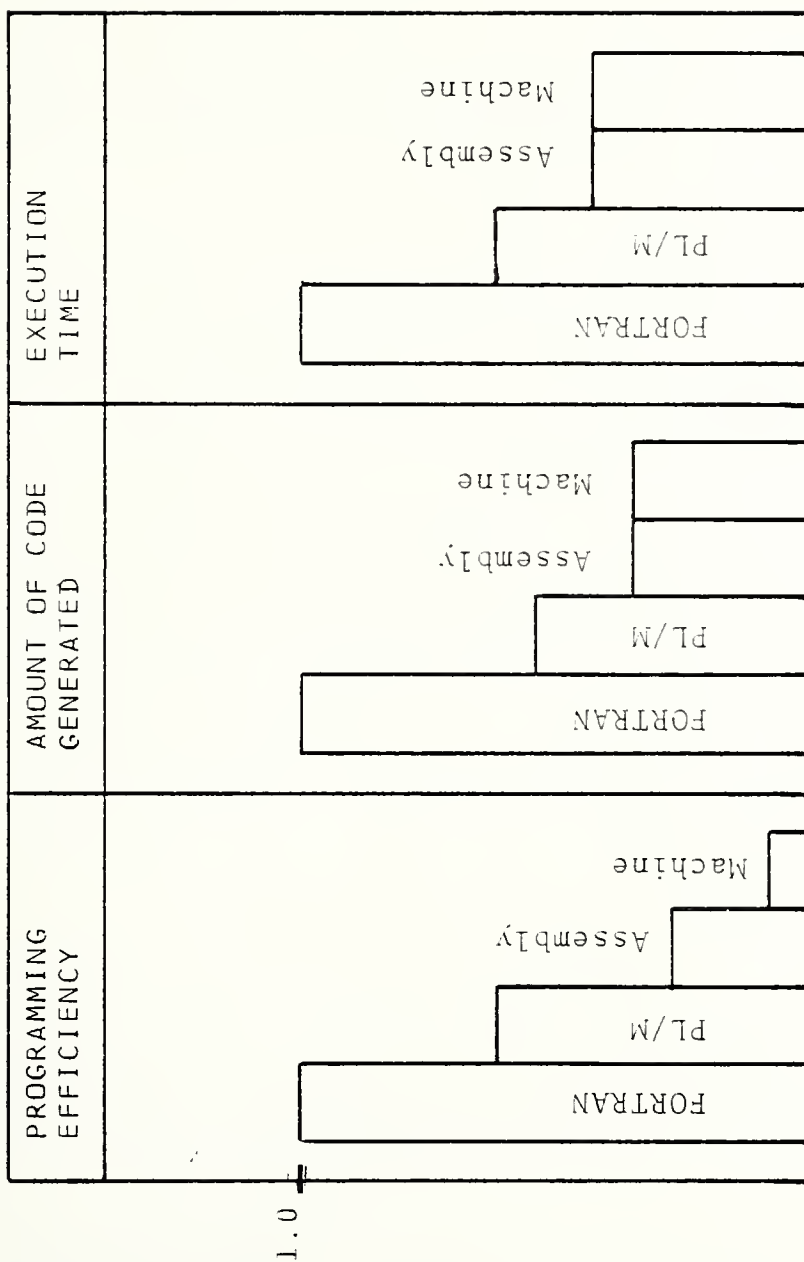 PROGRAMMING
EFFICIENCY
AMOUNT OF CODE
GENERATED
EXECUTION
TIME
1.0
FORTRAN
PL/M
Assembly
Machine
FORTRAN
PL/M
Assembly
Machine
FORTRAN
PL/M
Assembly
Machine